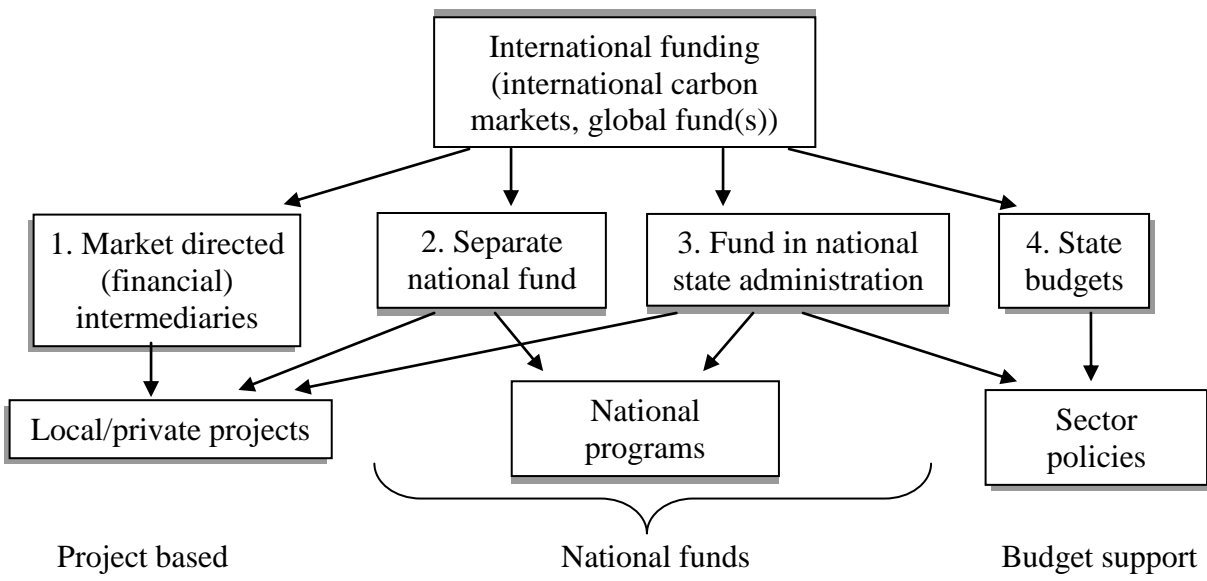 International funding
(international carbon
markets, global fund(s))
1. Market directed
(financial)
intermediaries
2. Separate
national fund
3. Fund in national
state administration
4. State
budgets
Local/private projects
National
programs
Sector
policies
Project based
National funds
Budget support